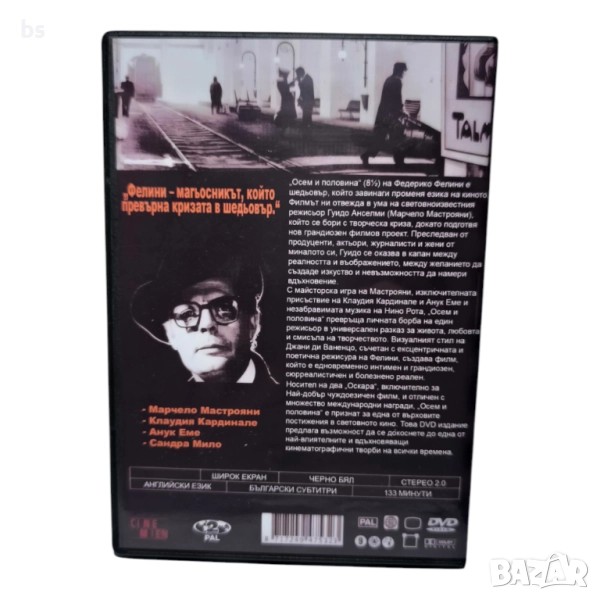 bs
ТАБМ
„Фелини – магьосникът, който
превърна кризата в шедьовър.“
„Осем и половина“ (8½) на Федерико Фелини е
шедьовър, който завинаги променя езика на киното.
Филмът ни отвежда в ума на световноизвестния
режисьор Гуидо Анселми (Марчело Мастрояни),
който се бори с творческа криза, докато подготвя
нов грандиозен филмов проект. Преследван от
продуценти, актьори, журналисти и жени от
миналото си, Гуидо се оказва в капан между
реалността и въображението, между желанието да
създаде изкуство и невъзможността да намери
вдъхновение.
С майсторска игра на Мастрояни, изключителната
присъствие на Клаудия Кардинале и Анук Еме и
незабравимата музика на Нино Рота, „Осем и
половина“ превръща личната борба на един
режисьор в универсален разказ за живота, любовта
и смисъла на творчеството. Визуалният стил на
Джани ди Ваненцо, съчетан с ексцентричната и
поетична режисура на Фелини, създава филм,
който е едновременно интимен и грандиозен,
сюрреалистичен и болезнено реален.
Носител на два „Оскара“, включително за
Най-добър чуждоезичен филм, и отличен с
множество международни награди, „Осем и
половина“ е признат за една от върховите
постижения в световното кино. Това DVD издание
предлага възможност да се докоснете до една от
най-влиятелните и вдъхновяващи
кинематографични творби на всички времена.
- Марчело Мастрояни
- Клаудия Кардинале
- Анук Еме
- Сандра Мило
ШИРОК ЕКРАН ЧЕРНО БЯЛ СТЕРЕО 2.0
АНГЛИЙСКИ ЕЗИК БЪЛГАРСКИ СУБТИТРИ 133 МИНУТИ
2
PAL
PAL
DVD
БАZАР